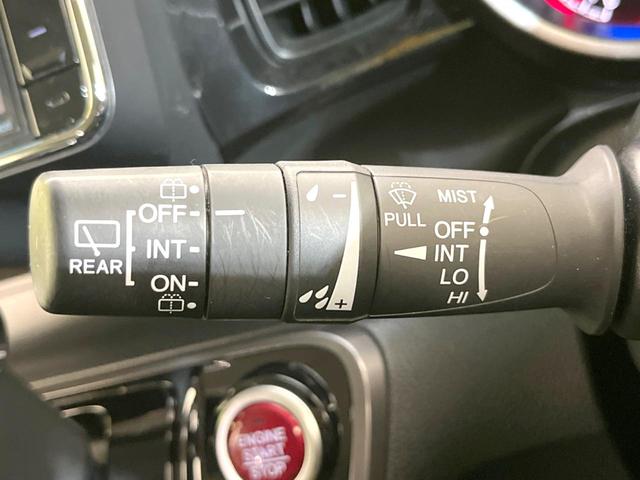 REAR
OFF
INT
ON
- 
+
PULL
MIST
OFF
INT
LO
HI
ENGINE
START
STOP